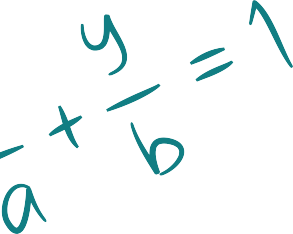 /a + y/b = 1